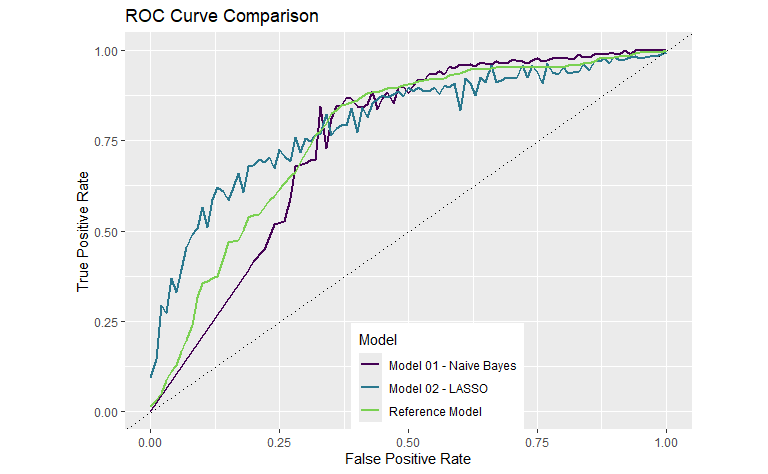 ROC Curve Comparison
True Positive Rate
1.00
0.75
0.50
0.25
0.00
Model
Model 01 - Naive Bayes
Model 02 - LASSO
Reference Model
0.00 0.25 0.50 0.75 1.00
False Positive Rate